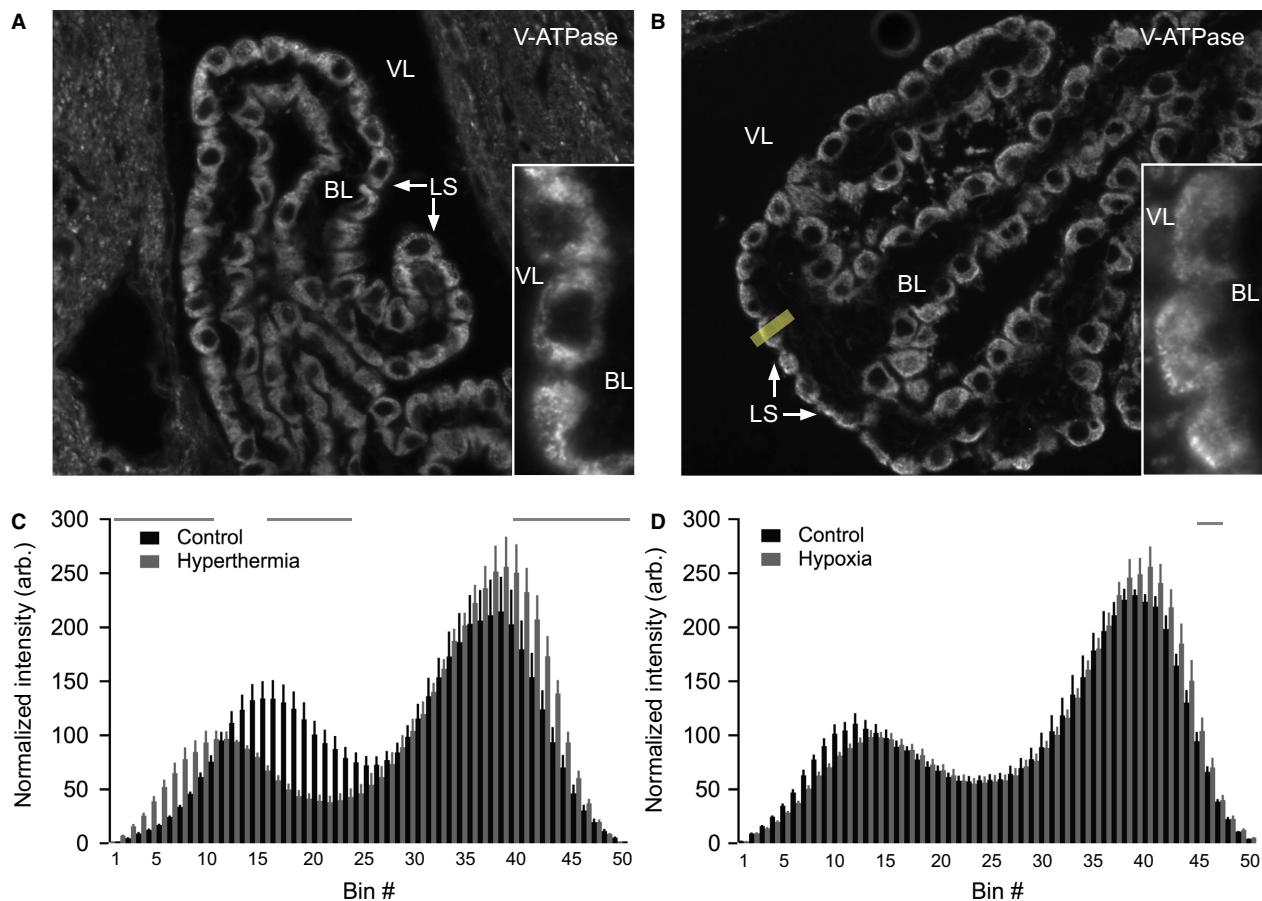 A
V-ATPase
VL
BL
LS
VL
BL
B
V-ATPase
VL
BL
LS
VL
BL
C
Normalized intensity (arb.)
300
250
200
150
100
50
0
Control
Hyperthermia
1 5 10 15 20 25 30 35 40 45 50
Bin #
D
Normalized intensity (arb.)
300
250
200
150
100
50
0
Control
Hypoxia
1 5 10 15 20 25 30 35 40 45 50
Bin #